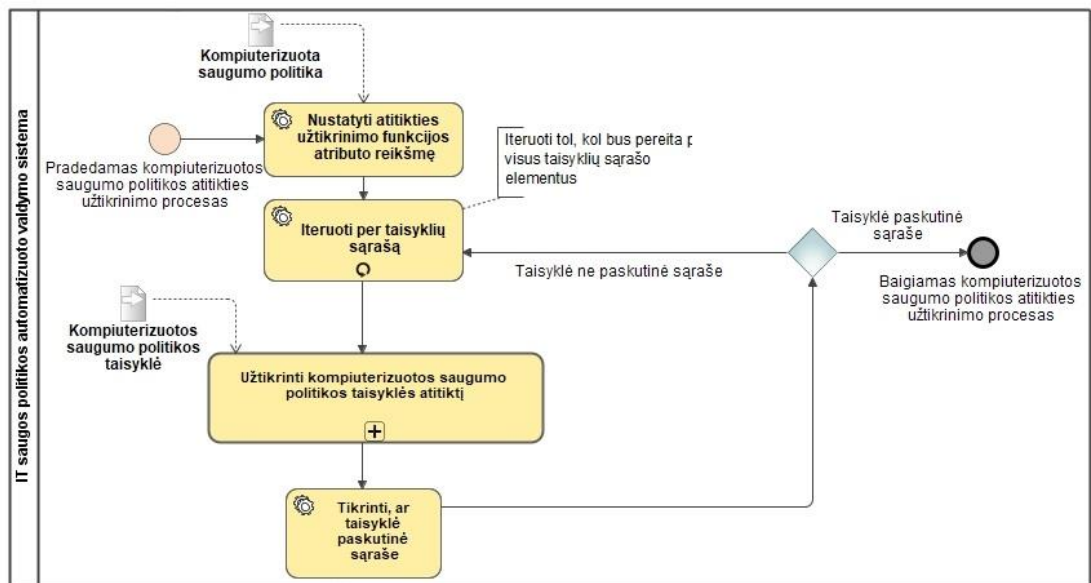 IT saugos politikos automatizuoto valdymo sistema
Kompiuterizuota
saugumo politika
Nustatyti atitikties
užtikrinimo funkcijos
atributo reikšmę
Pradedamas kompiuterizuotos
saugumo politikos atitikties
užtikrinimo procesas
Iteruoti tol, kol bus pereita p
visus taisyklių sąrašo
elementus
Iteruoti per taisyklių
sąrašą
Taisyklė paskutinė
sąraše
Taisyklė ne paskutinė sąraše
Baigiamas kompiuterizuotos
saugumo politikos atitikties
užtikrinimo procesas
Kompiuterizuotos
saugumo politikos
taisyklė
Užtikrinti kompiuterizuotos saugumo
politikos taisyklės atitiktį
Tikrinti, ar
taisyklė
paskutinė
sąraše